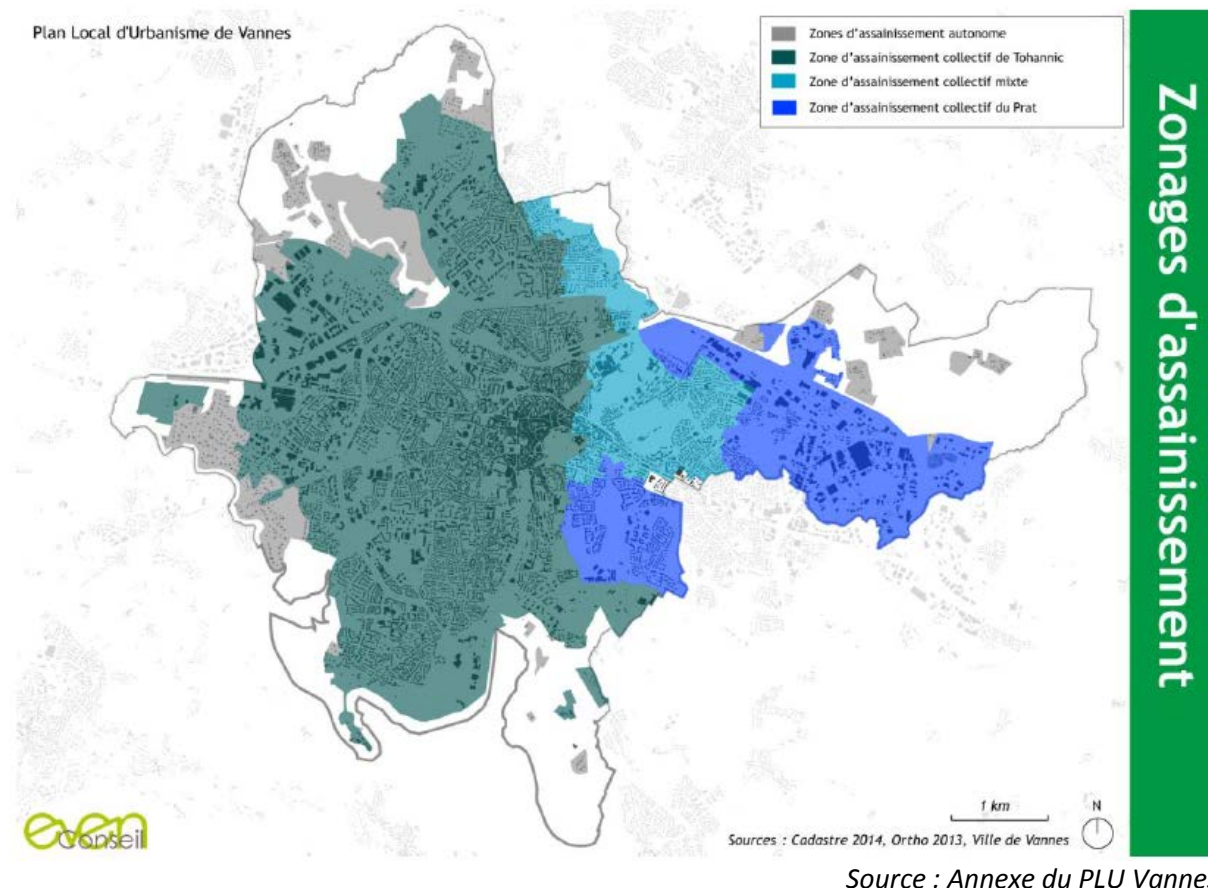 Plan Local d'Urbanisme de Vannes
Zones d'assainissement autonome
Zone d'assainissement collectif de Tohannic
Zone d'assainissement collectif mixte
Zone d'assainissement collectif du Prat
Zonages d'assainissement
even
Conseil
1 km
N
Sources : Cadastre 2014, Ortho 2013, Ville de Vannes
Source : Annexe du PLU Vannes